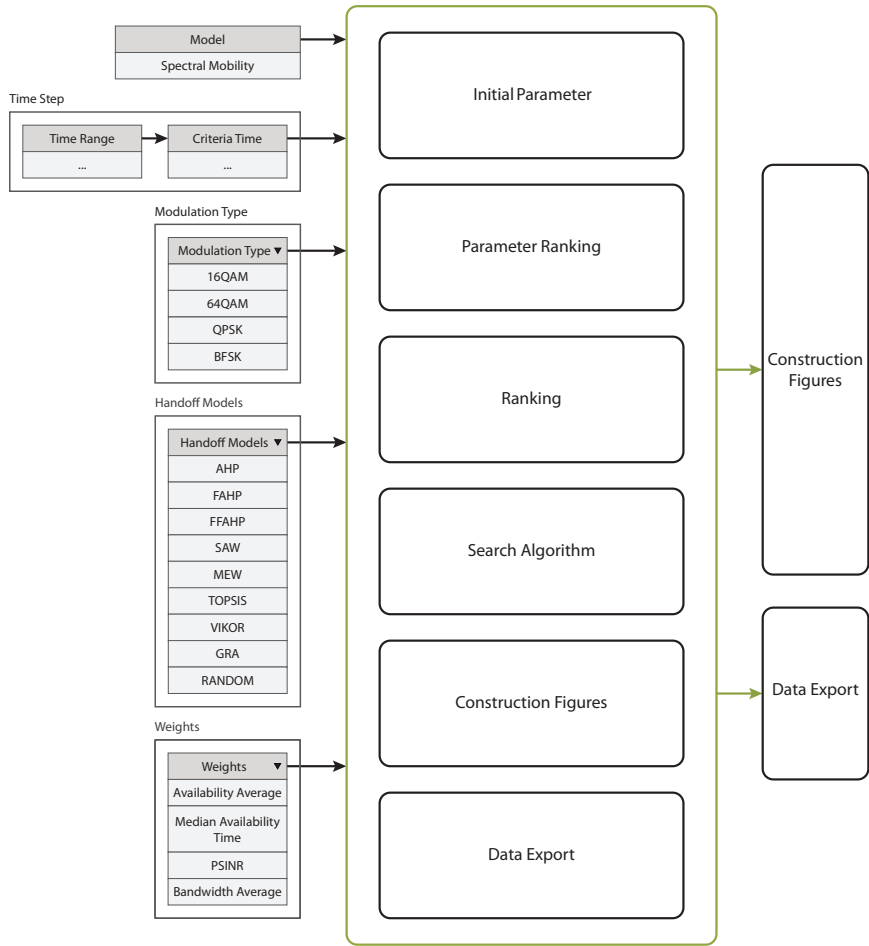 Model
Spectral Mobility
Time Step
Time Range
Criteria Time
...
...
Modulation Type
Modulation Type
16QAM
64QAM
QPSK
BFSK
Handoff Models
Handoff Models
AHP
FAHP
FFAHP
SAW
MEW
TOPSIS
VIKOR
GRA
RANDOM
Weights
Weights
Availability Average
Median Availability
Time
PSINR
Bandwidth Average
Initial Parameter
Parameter Ranking
Ranking
Search Algorithm
Construction Figures
Data Export
Construction
Figures
Data Export